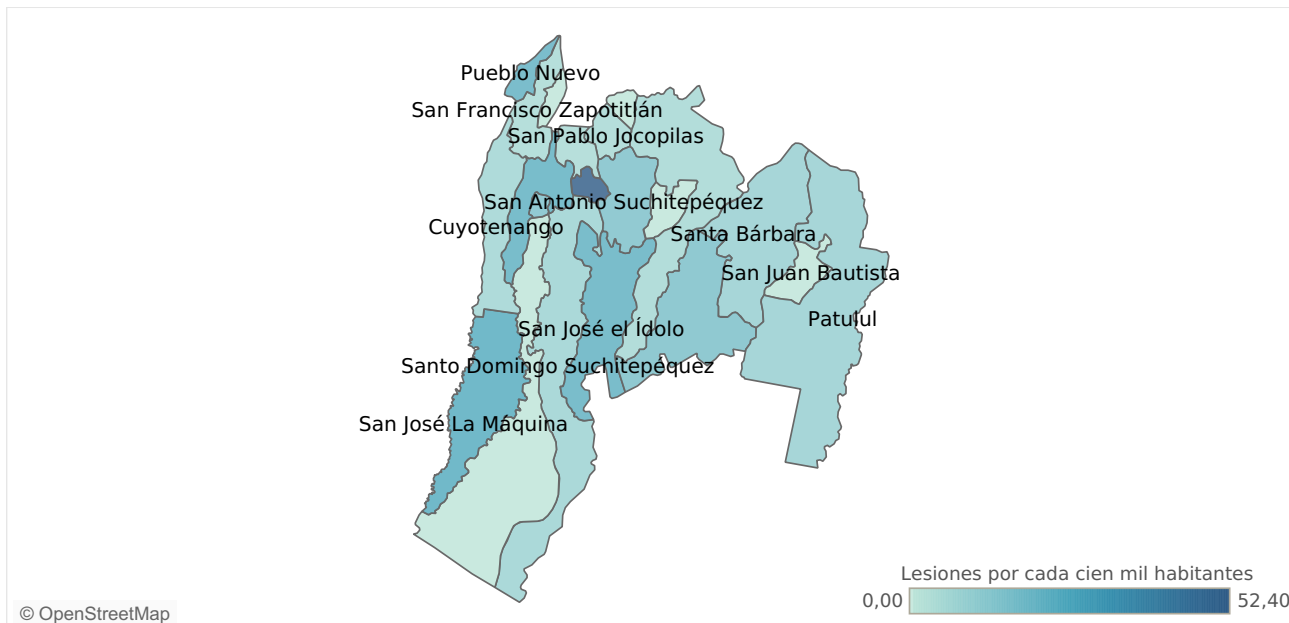 Pueblo Nuevo
San Francisco Zapotitlán
San Pablo Jocopilas
San Antonio Suchitepéquez
Cuyotenango
Santa Bárbara
San Juan Bautista
Patulul
San José el Ídolo
Santo Domingo Suchitepéquez
San José La Máquina
Lesiones por cada cien mil habitantes
0,00
52,40
© OpenStreetMap